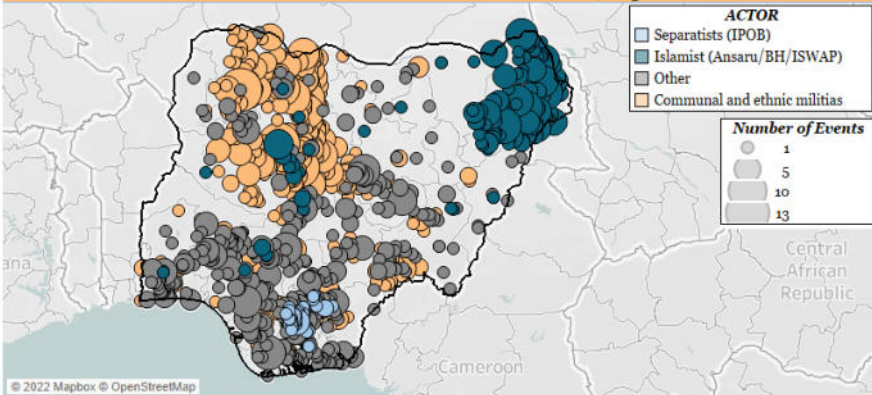 ACTOR
Separatists (IPOB)
Islamist (Ansaru/BH/ISWAP)
Other
Communal and ethnic militias
Number of Events
1
5
10
13
ana
Central
African
Republic
Cameroon
© 2022 Mapbox © OpenStreetMap